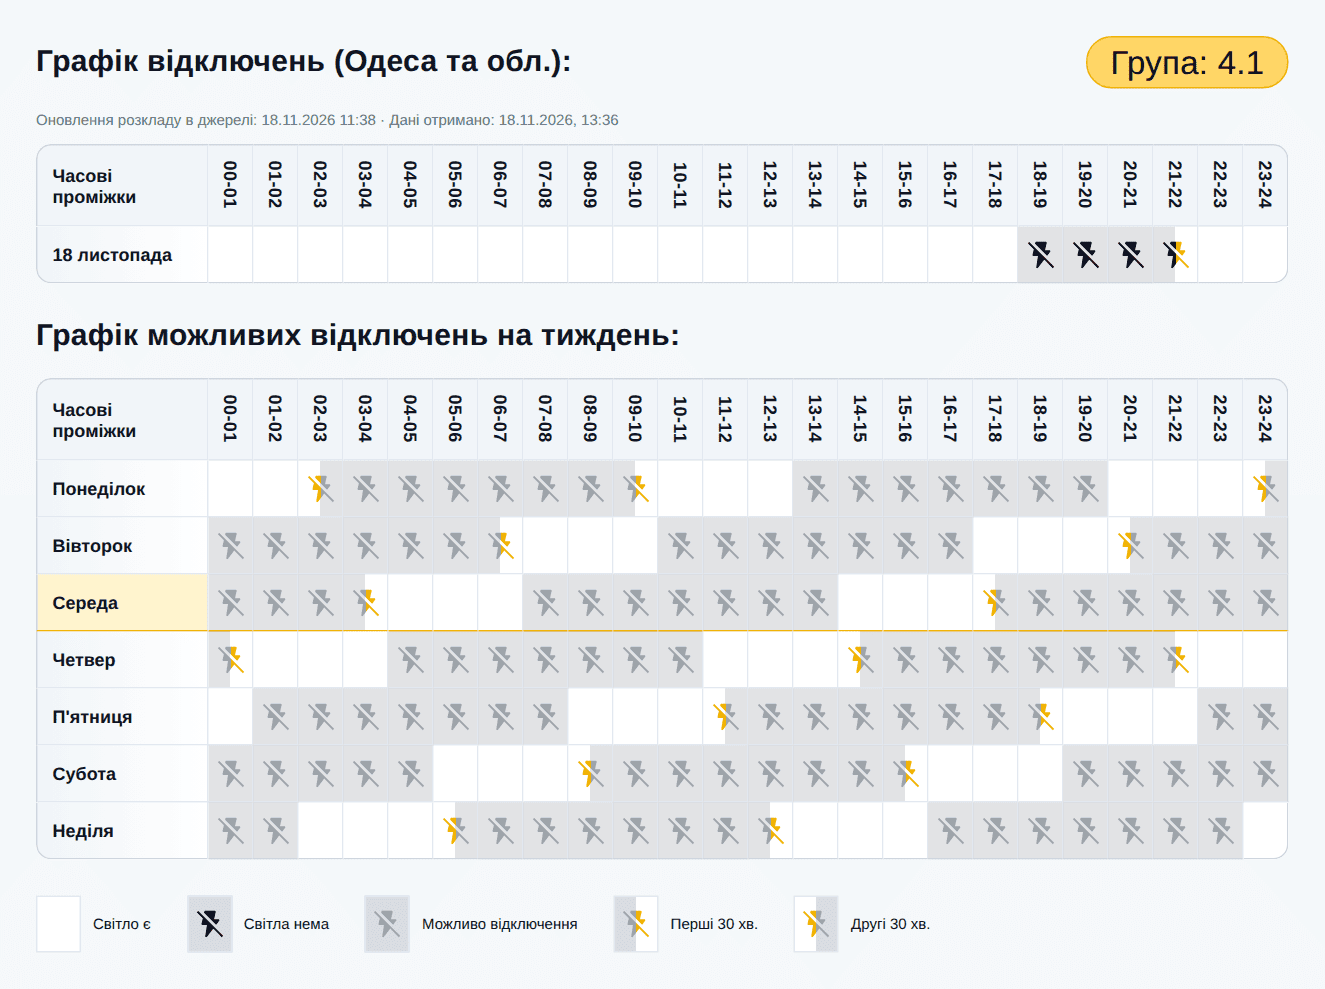 Графік відключень (Одеса та обл.):
Група: 4.1
Оновлення розкладу в джерелі: 18.11.2026 11:38 · Дані отримано: 18.11.2026, 13:36
Часові проміжки 00-01 01-02 02-03 03-04 04-05 05-06 06-07 07-08 08-09 09-10 10-11 11-12 12-13 13-14 14-15 15-16 16-17 17-18 18-19 19-20 20-21 21-22 22-23 23-24
18 листопада
Графік можливих відключень на тиждень:
Часові проміжки 00-01 01-02 02-03 03-04 04-05 05-06 06-07 07-08 08-09 09-10 10-11 11-12 12-13 13-14 14-15 15-16 16-17 17-18 18-19 19-20 20-21 21-22 22-23 23-24
Понеділок
Вівторок
Середа
Четвер
П'ятниця
Субота
Неділя
Світло є Світла нема Можливо відключення Перші 30 хв. Другі 30 хв.